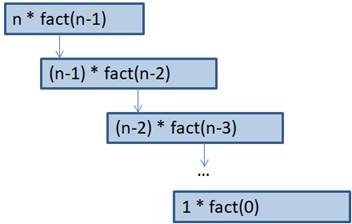 n * fact(n-1)
(n-1) * fact(n-2)
(n-2) * fact(n-3)
...
1 * fact(0)